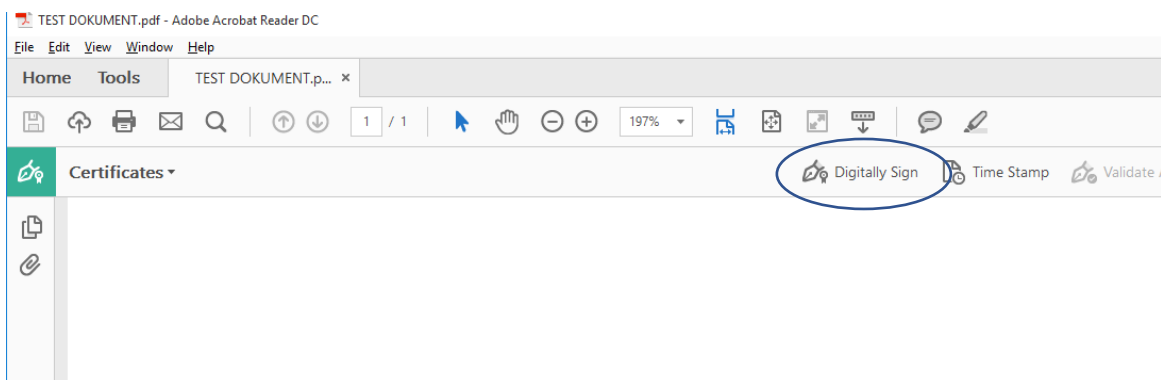 TEST DOKUMENT.pdf - Adobe Acrobat Reader DC
File Edit View Window Help
Home Tools TEST DOKUMENT.p... ×
1 / 1 197%
Certificates Digitally Sign Time Stamp Validate